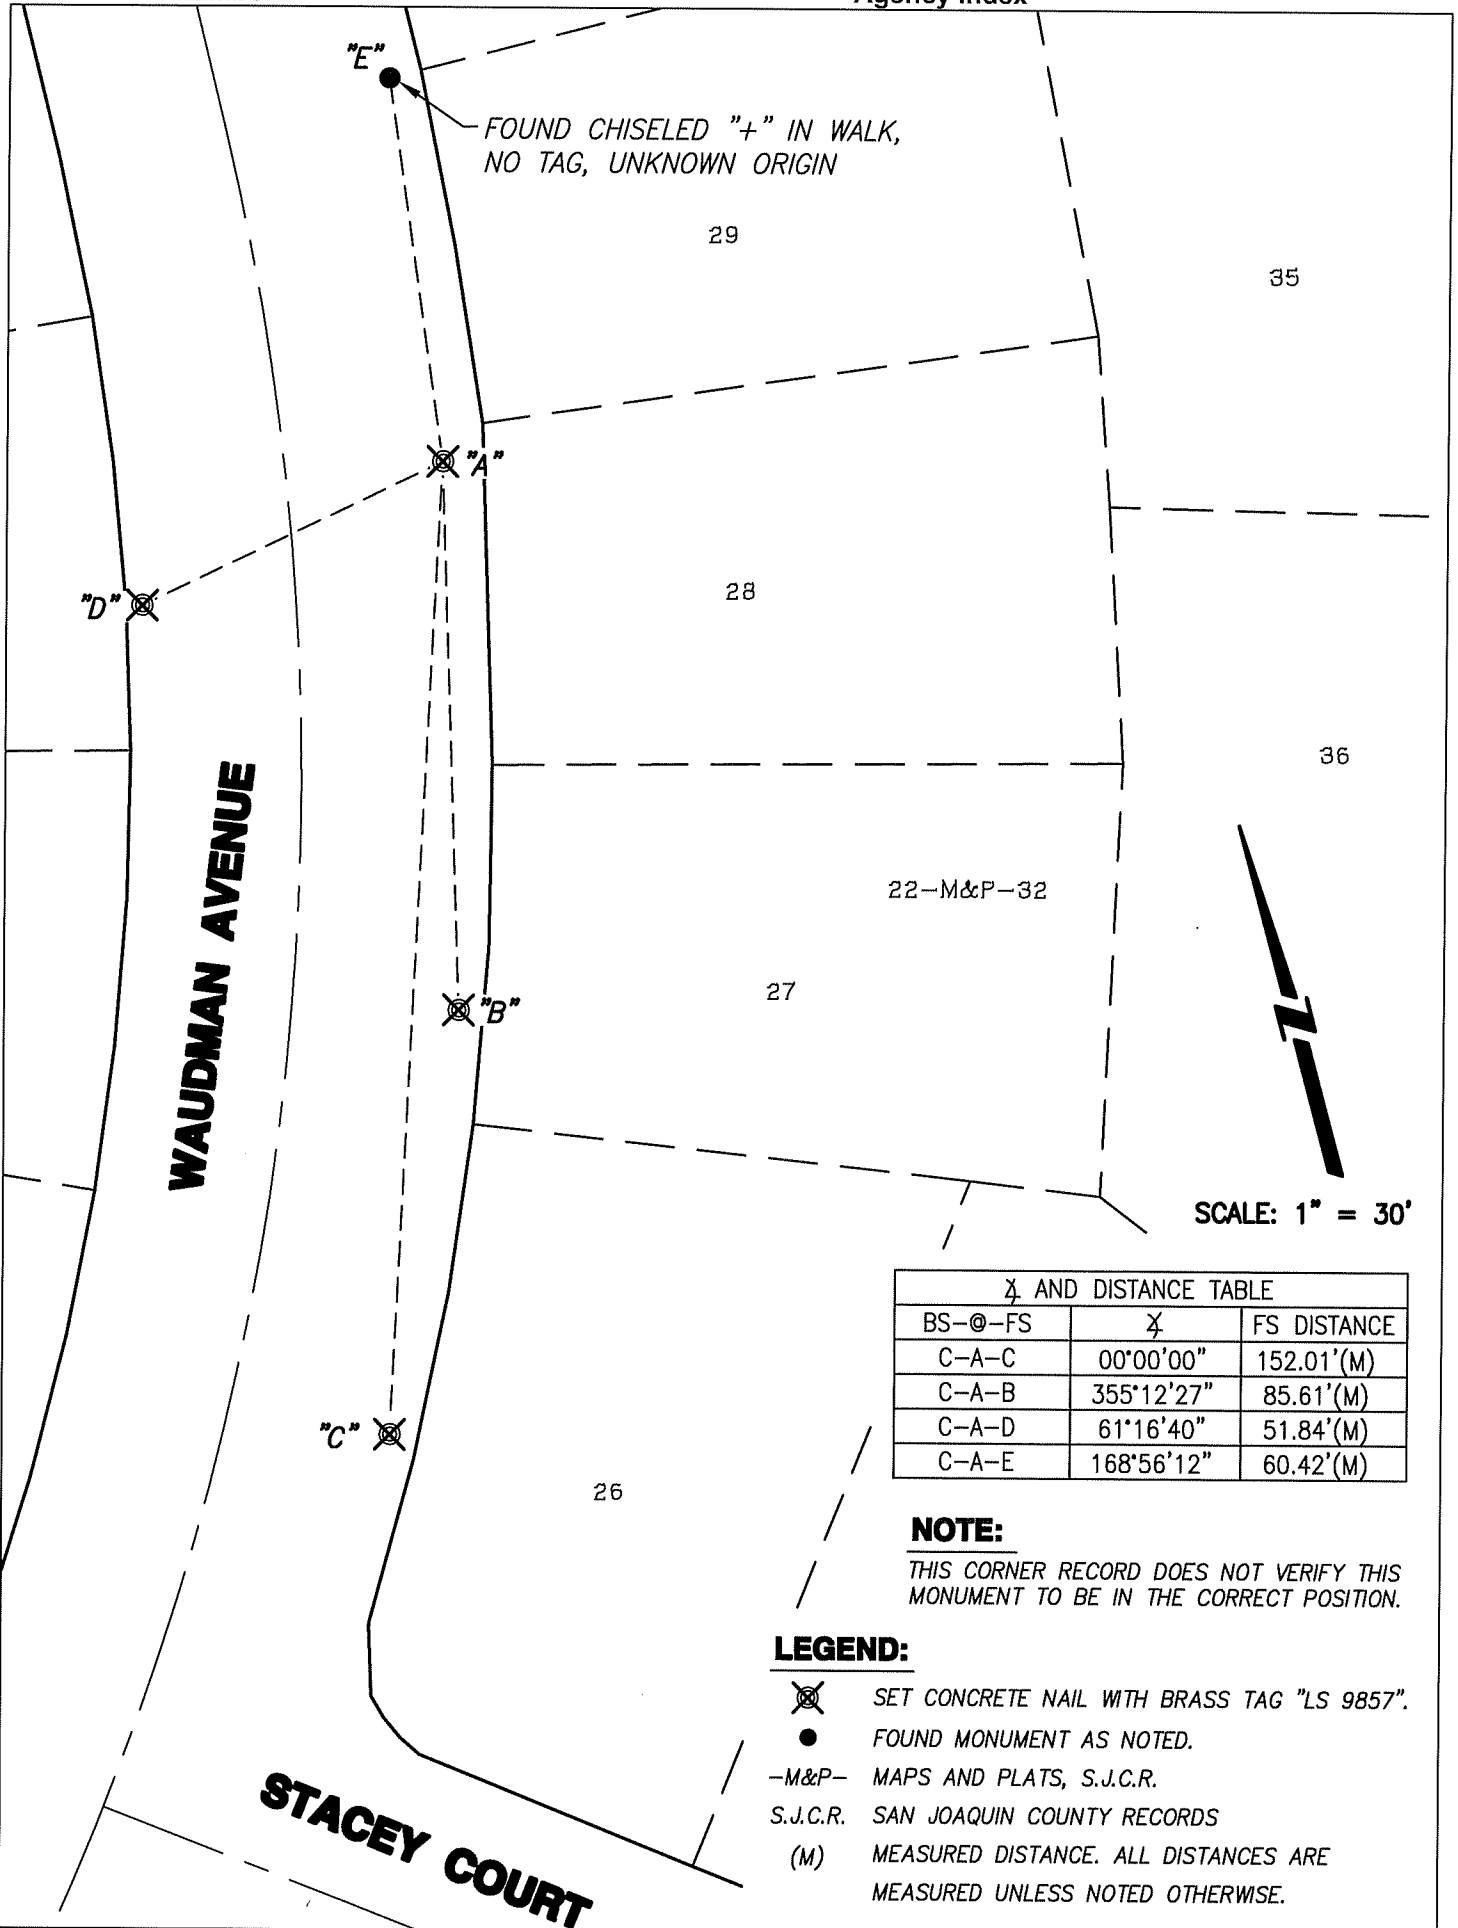 Agency Index
"E"
FOUND CHISELED "+" IN WALK,
NO TAG, UNKNOWN ORIGIN
29
35
"A"
28
"D"
36
WAUDMAN AVENUE
22-M&P-32
27
"B"
SCALE: 1" = 30'
∡ AND DISTANCE TABLE
BS-@-FS ∡ FS DISTANCE
C-A-C 00°00'00" 152.01'(M)
C-A-B 355°12'27" 85.61'(M)
C-A-D 61°16'40" 51.84'(M)
C-A-E 168°56'12" 60.42'(M)
"C"
26
NOTE:
THIS CORNER RECORD DOES NOT VERIFY THIS
MONUMENT TO BE IN THE CORRECT POSITION.
LEGEND:
SET CONCRETE NAIL WITH BRASS TAG "LS 9857".
FOUND MONUMENT AS NOTED.
-M&P- MAPS AND PLATS, S.J.C.R.
S.J.C.R. SAN JOAQUIN COUNTY RECORDS
(M) MEASURED DISTANCE. ALL DISTANCES ARE
MEASURED UNLESS NOTED OTHERWISE.
STACEY COURT